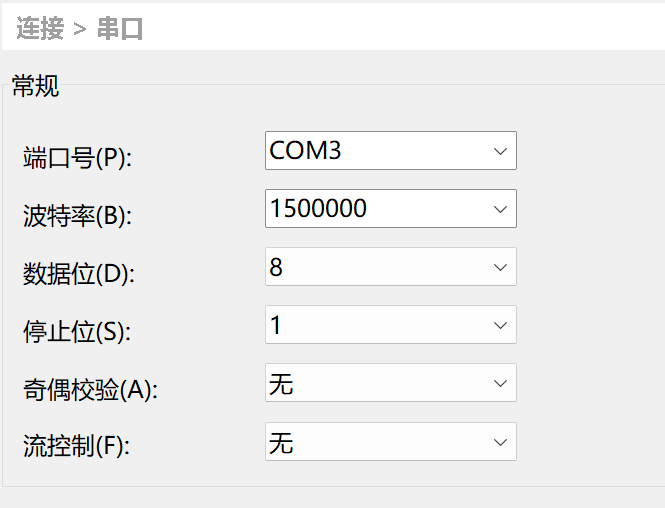 连接 > 串口
常规
端口号(P): COM3
波特率(B): 1500000
数据位(D): 8
停止位(S): 1
奇偶校验(A): 无
流控制(F): 无